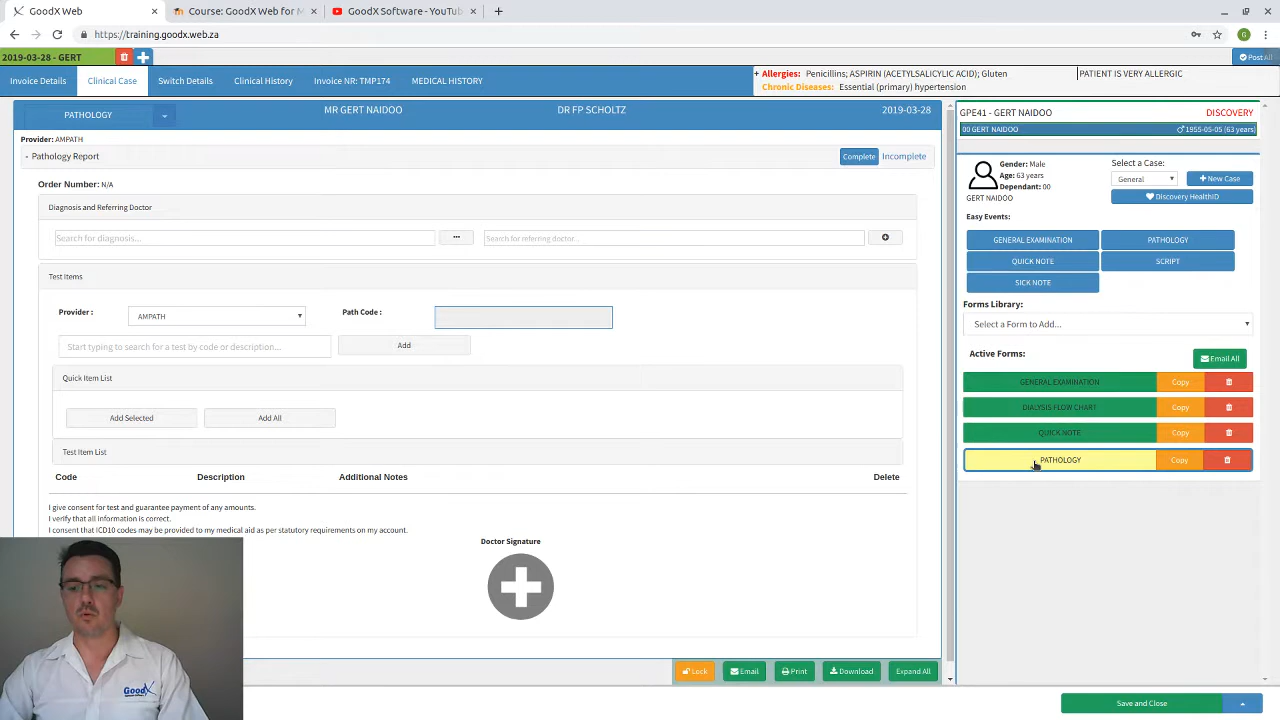 GoodX Web
Course: GoodX Web for M
GoodX Software - YouTub
https://training.goodx.web.za
G
2019-03-28 - GERT
Post All
Invoice Details
Clinical Case
Switch Details
Clinical History
Invoice NR: TMP174
MEDICAL HISTORY
+ Allergies: Penicillins; ASPIRIN (ACETYLSALICYLIC ACID); Gluten
PATIENT IS VERY ALLERGIC
Chronic Diseases: Essential (primary) hypertension
PATHOLOGY
MR GERT NAIDOO
DR FP SCHOLTZ
2019-03-28
Provider: AMPATH
- Pathology Report
Complete
Incomplete
Order Number: N/A
Diagnosis and Referring Doctor
Search for diagnosis...
...
Search for referring doctor...
Test Items
Provider :
AMPATH
Path Code :
Start typing to search for a test by code or description...
Add
Quick Item List
Add Selected
Add All
Test Item List
Code
Description
Additional Notes
Delete
I give consent for test and guarantee payment of any amounts.
I verify that all information is correct.
I consent that ICD10 codes may be provided to my medical aid as per statutory requirements on my account.
Doctor Signature
GoodX
Lock
Email
Print
Download
Expand All
GPE41 - GERT NAIDOO
DISCOVERY
00 GERT NAIDOO
1955-05-05 (63 years)
Gender: Male
Age: 63 years
Dependant: 00
GERT NAIDOO
Select a Case:
General
+ New Case
Discovery HealthID
Easy Events:
GENERAL EXAMINATION
PATHOLOGY
QUICK NOTE
SCRIPT
SICK NOTE
Forms Library:
Select a Form to Add...
Active Forms:
Email All
GENERAL EXAMINATION
Copy
DIALYSIS FLOW CHART
Copy
QUICK NOTE
Copy
PATHOLOGY
Copy
Save and Close